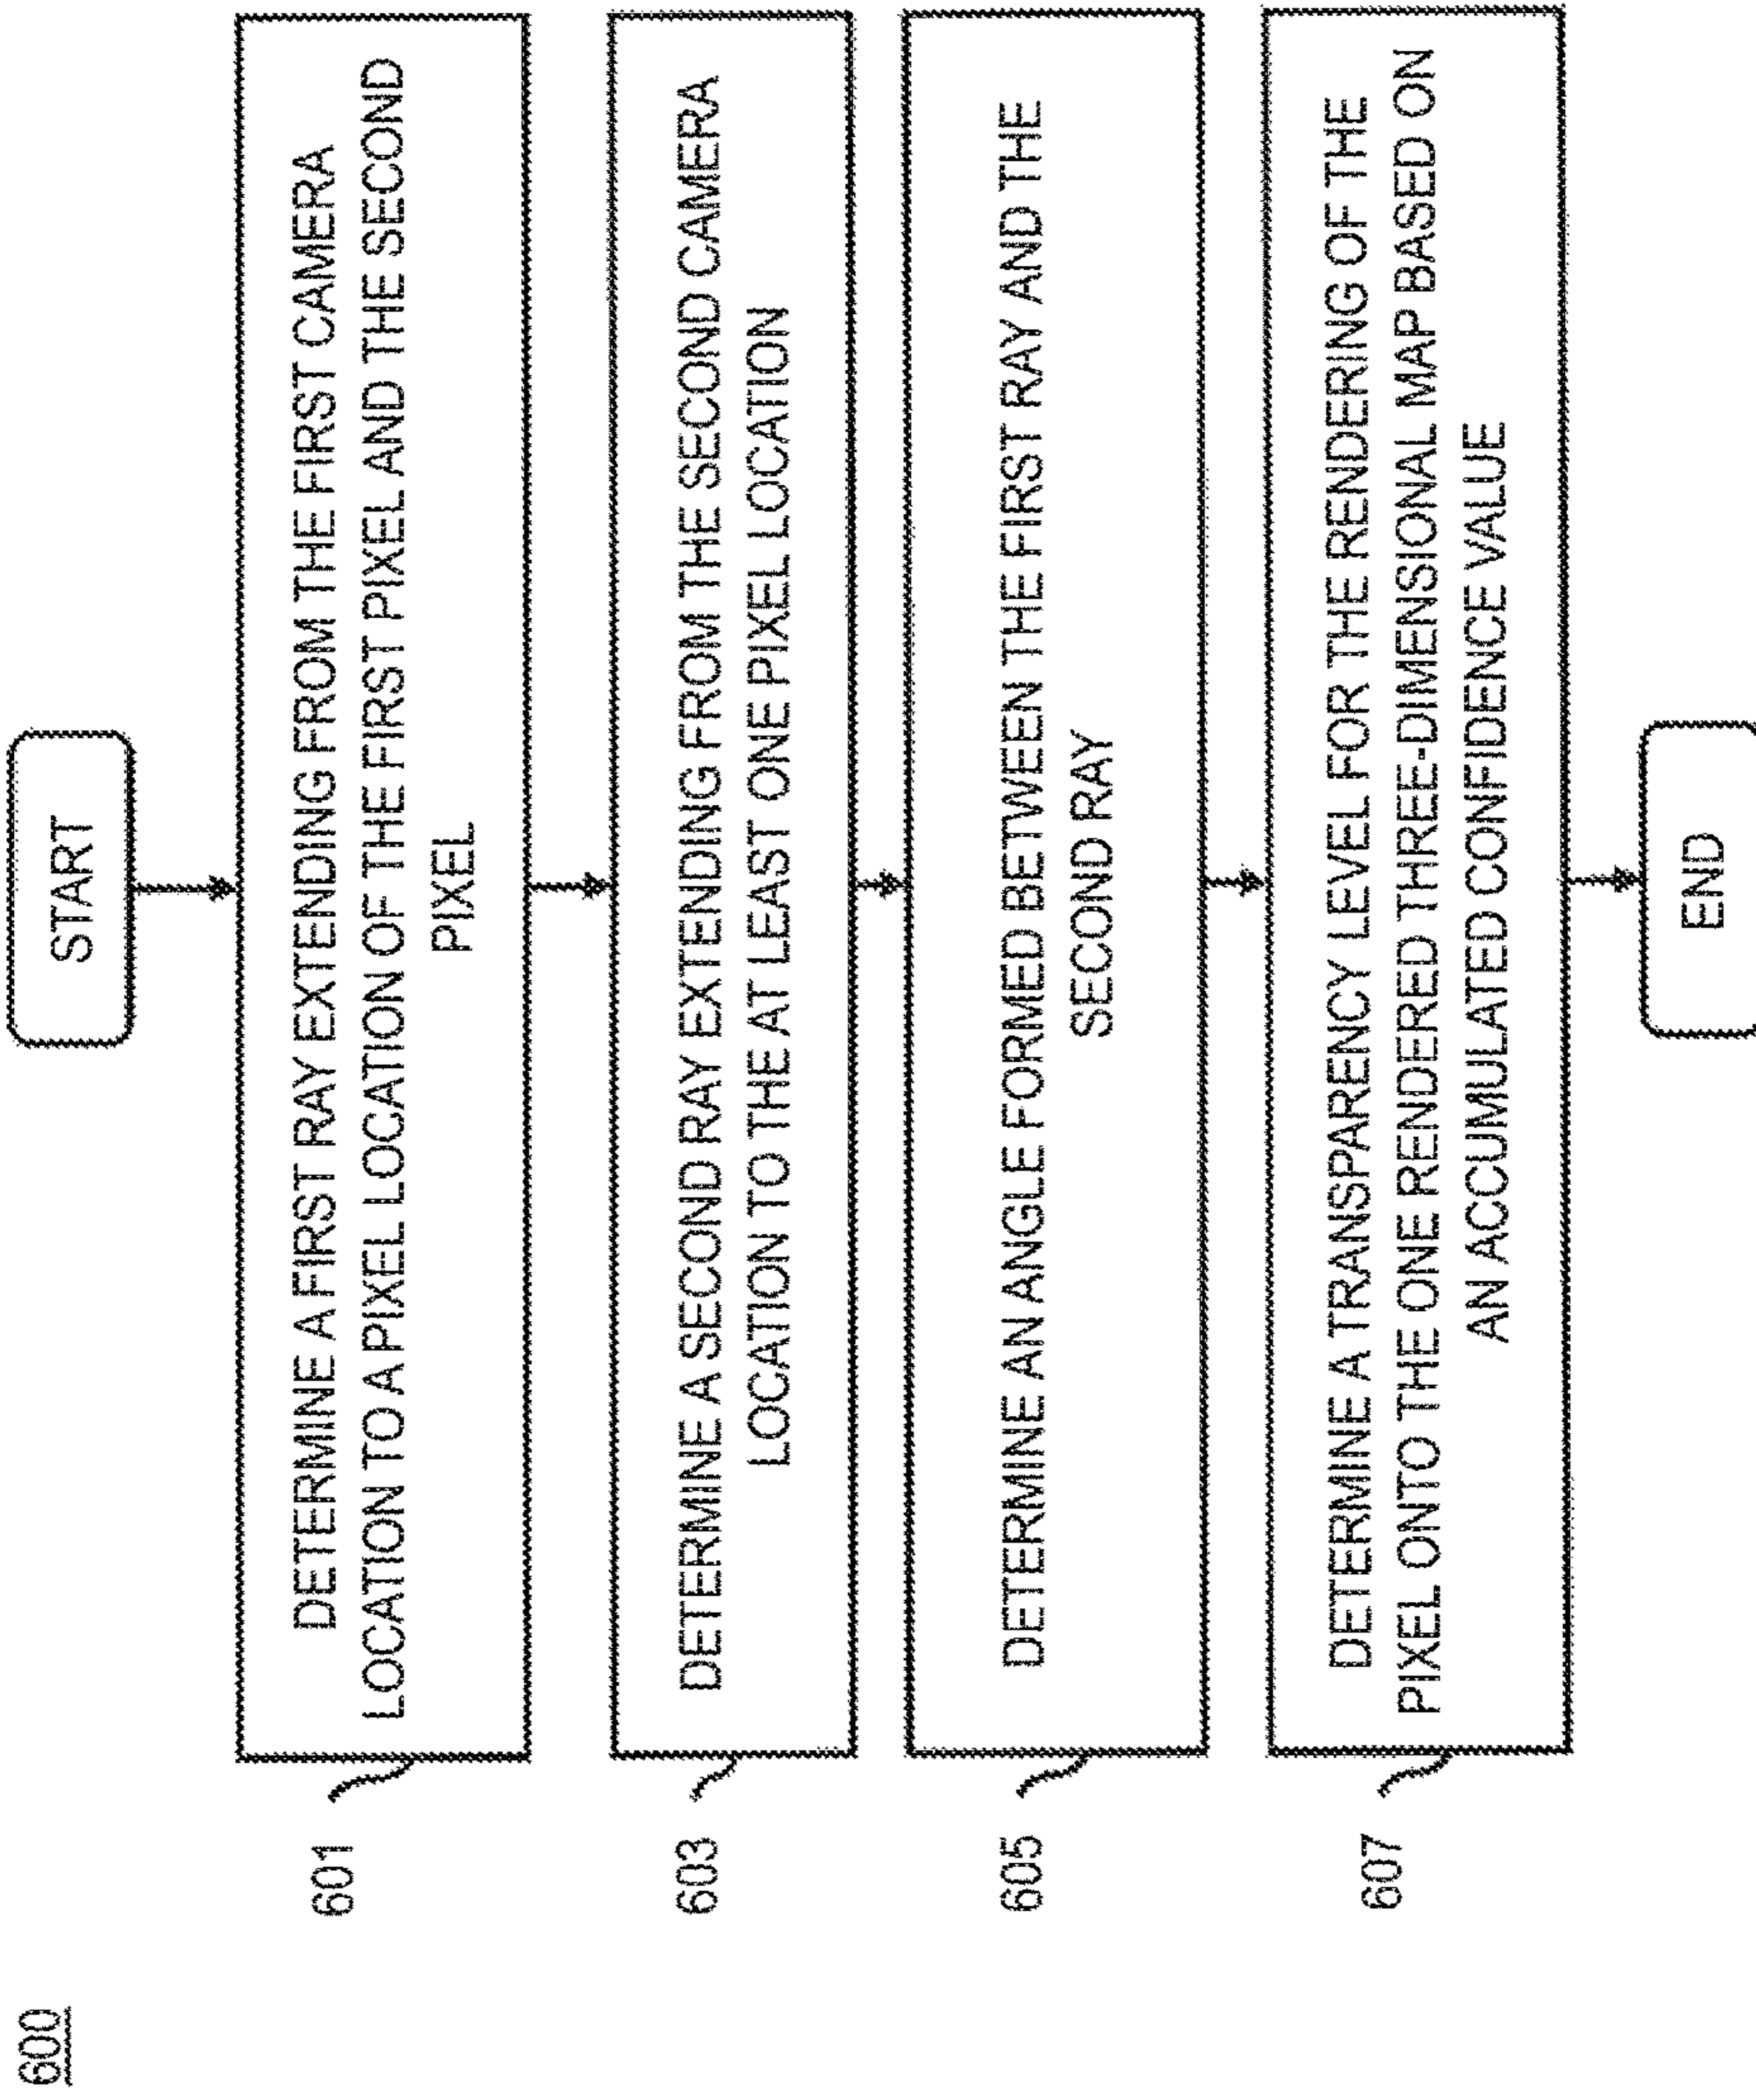 600
START
601
DETERMINE A FIRST RAY EXTENDING FROM THE FIRST CAMERA
LOCATION TO A PIXEL LOCATION OF THE FIRST PIXEL AND THE SECOND
PIXEL
603
DETERMINE A SECOND RAY EXTENDING FROM THE SECOND CAMERA
LOCATION TO THE AT LEAST ONE PIXEL LOCATION
605
DETERMINE AN ANGLE FORMED BETWEEN THE FIRST RAY AND THE
SECOND RAY
607
DETERMINE A TRANSPARENCY LEVEL FOR THE RENDERING OF THE
PIXEL ONTO THE ONE RENDERED THREE-DIMENSIONAL MAP BASED ON
AN ACCUMULATED CONFIDENCE VALUE
END